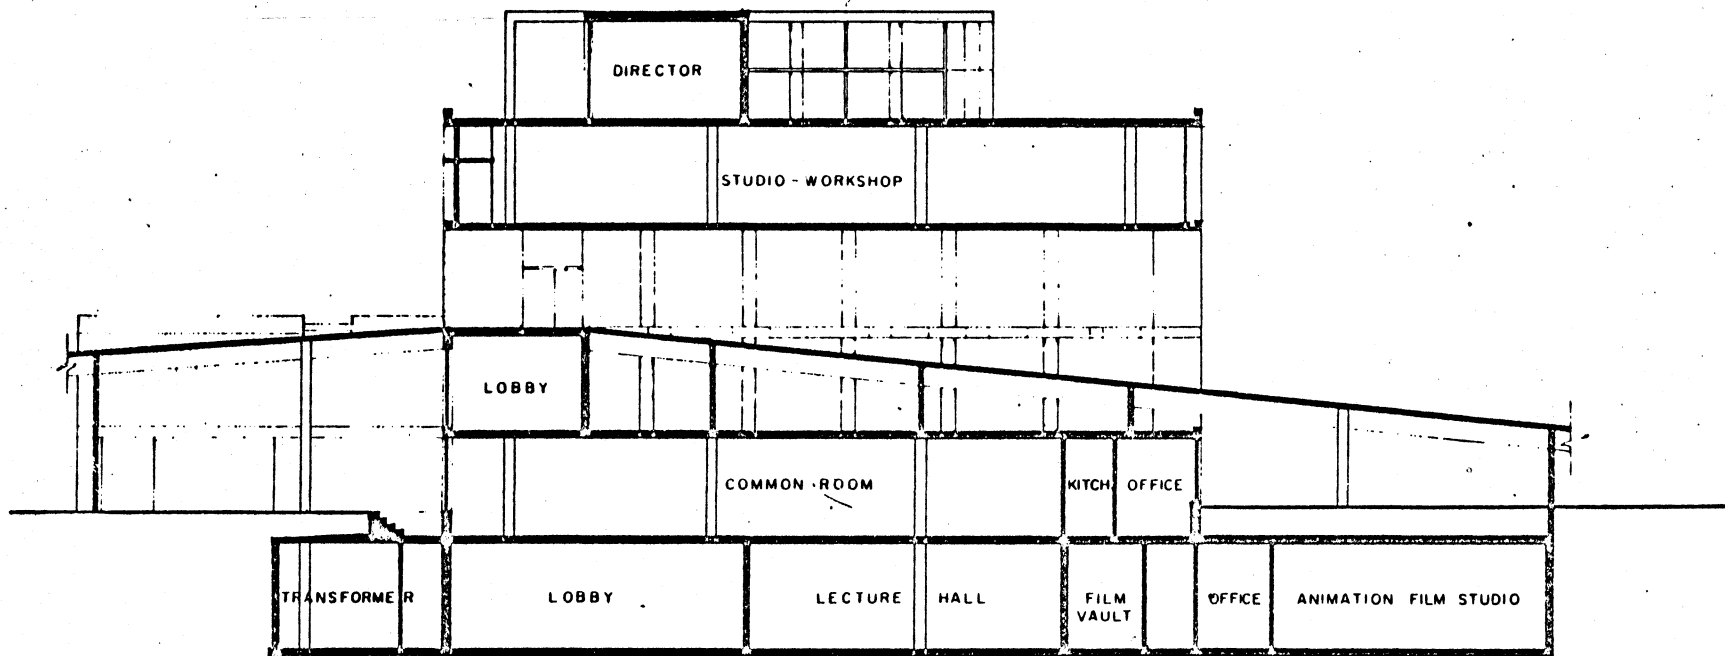 DIRECTOR
STUDIO - WORKSHOP
LOBBY
COMMON ROOM
KITCH.
OFFICE
TRANSFORMER
LOBBY
LECTURE HALL
FILM
VAULT
OFFICE
ANIMATION FILM STUDIO